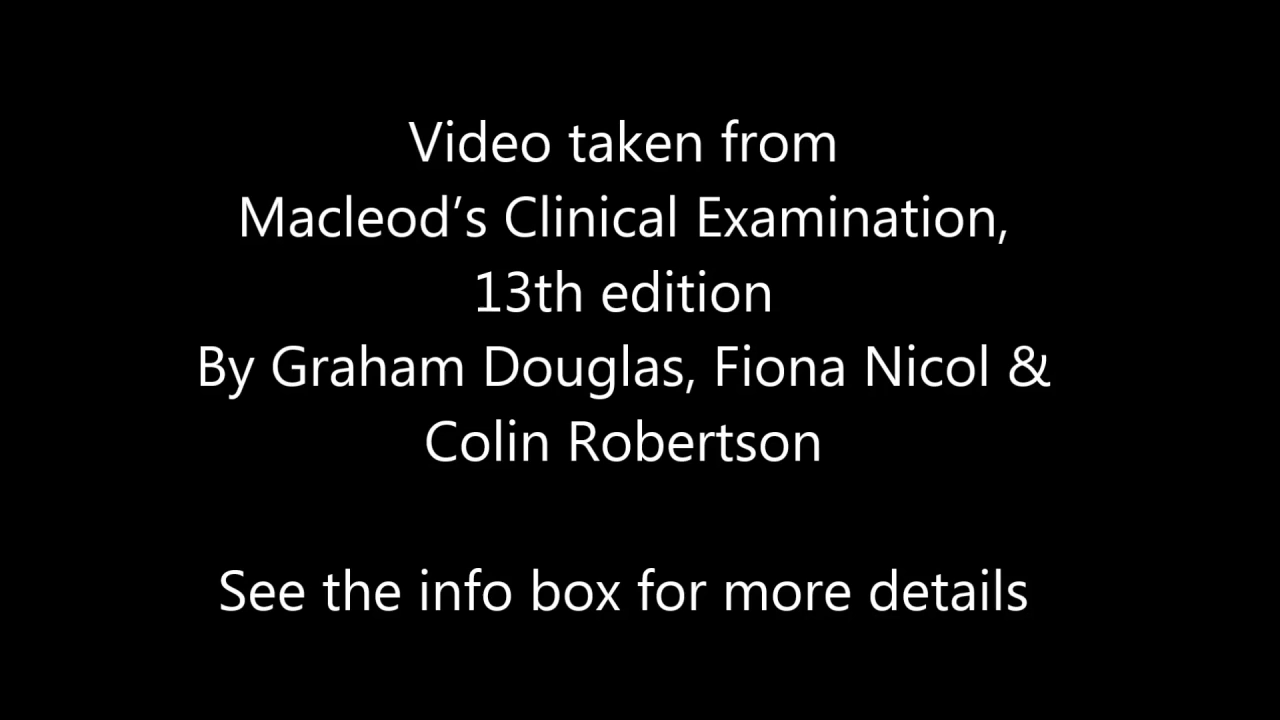 Video taken from
Macleod’s Clinical Examination,
13th edition
By Graham Douglas, Fiona Nicol &
Colin Robertson
See the info box for more details